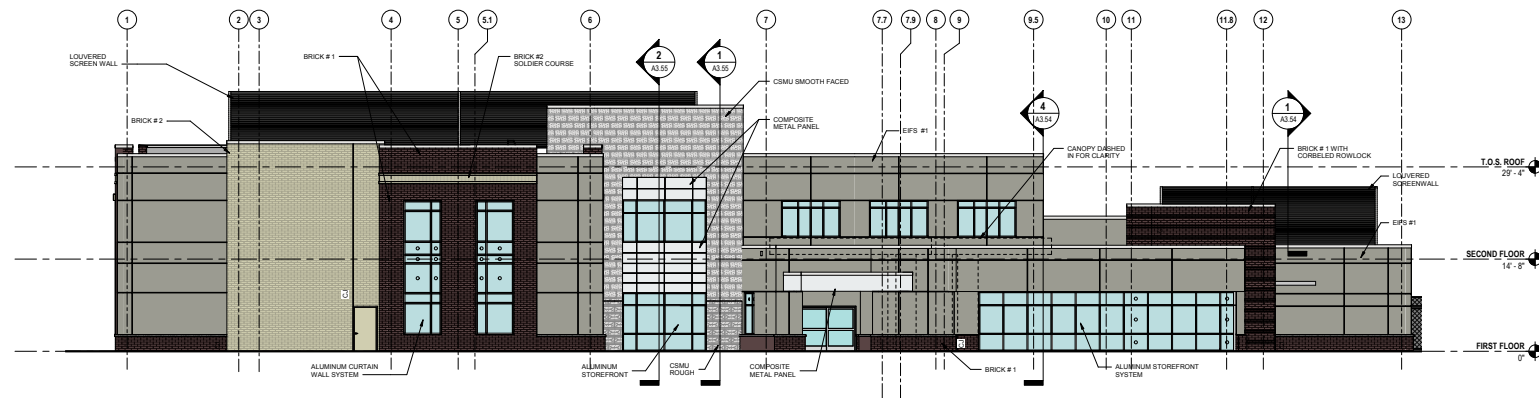 1
2
3
4
5
5.1
6
7
7.7
7.9
8
9
9.5
10
11
11.8
12
13
LOUVERED
SCREEN WALL
BRICK # 1
BRICK #2
SOLDIER COURSE
2
A3.55
1
A3.55
CSMU SMOOTH FACED
COMPOSITE
METAL PANEL
BRICK # 2
EIFS #1
4
A3.54
1
A3.54
CANOPY DASHED
IN FOR CLARITY
BRICK # 1 WITH
CORBELED ROWLOCK
T.O.S. ROOF
29' - 4"
LOUVERED
SCREENWALL
EIFS #1
SECOND FLOOR
14' - 8"
CJ
CJ
FIRST FLOOR
0"
ALUMINUM CURTAIN
WALL SYSTEM
ALUMINUM
STOREFRONT
CSMU
ROUGH
COMPOSITE
METAL PANEL
BRICK # 1
ALUMINUM STOREFRONT
SYSTEM